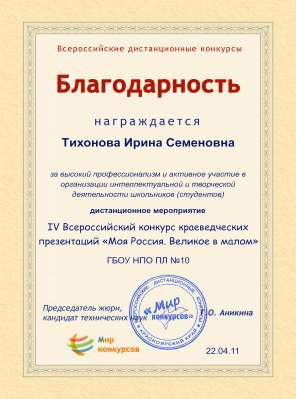 Всероссийские дистанционные конкурсы
Благодарность
награждается
Тихонова Ирина Семеновна
за высокий профессионализм и активное участие в
организации интеллектуальной и творческой
деятельности школьников (студентов)
дистанционное мероприятие
IV Всероссийский конкурс краеведческих
презентаций «Моя Россия. Великое в малом»
ГБОУ НПО ПЛ №10
Председатель жюри,
кандидат технических наук
Т.О. Аникина
«Мир
конкурсов»
КРАСНОЯРСКИЙ КРАЙ
Мир
конкурсов
22.04.11